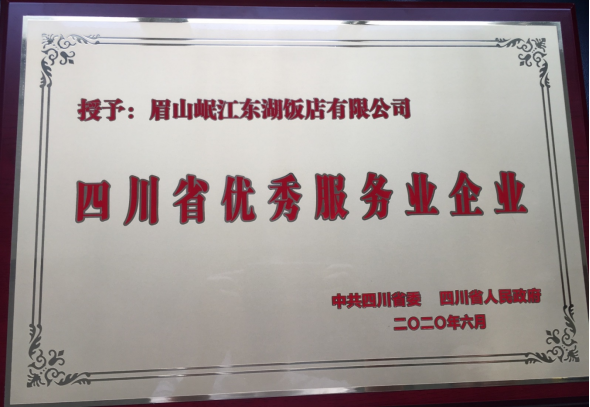 授予：眉山岷江东湖饭店有限公司
四川省优秀服务业企业
中共四川省委 四川省人民政府
二〇二〇年六月